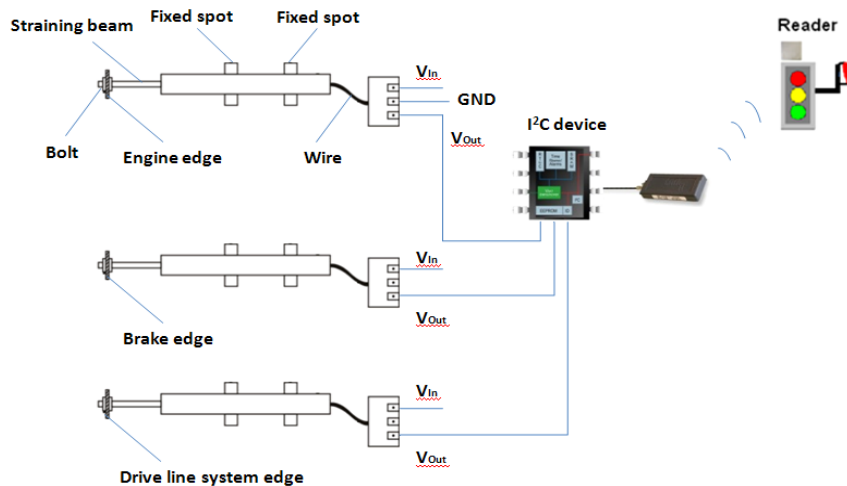 Fixed spot
Fixed spot
Straining beam
Reader
VIn
GND
Bolt
Engine edge
Wire
VOut
I²C device
VIn
Brake edge
VOut
VIn
Drive line system edge
VOut